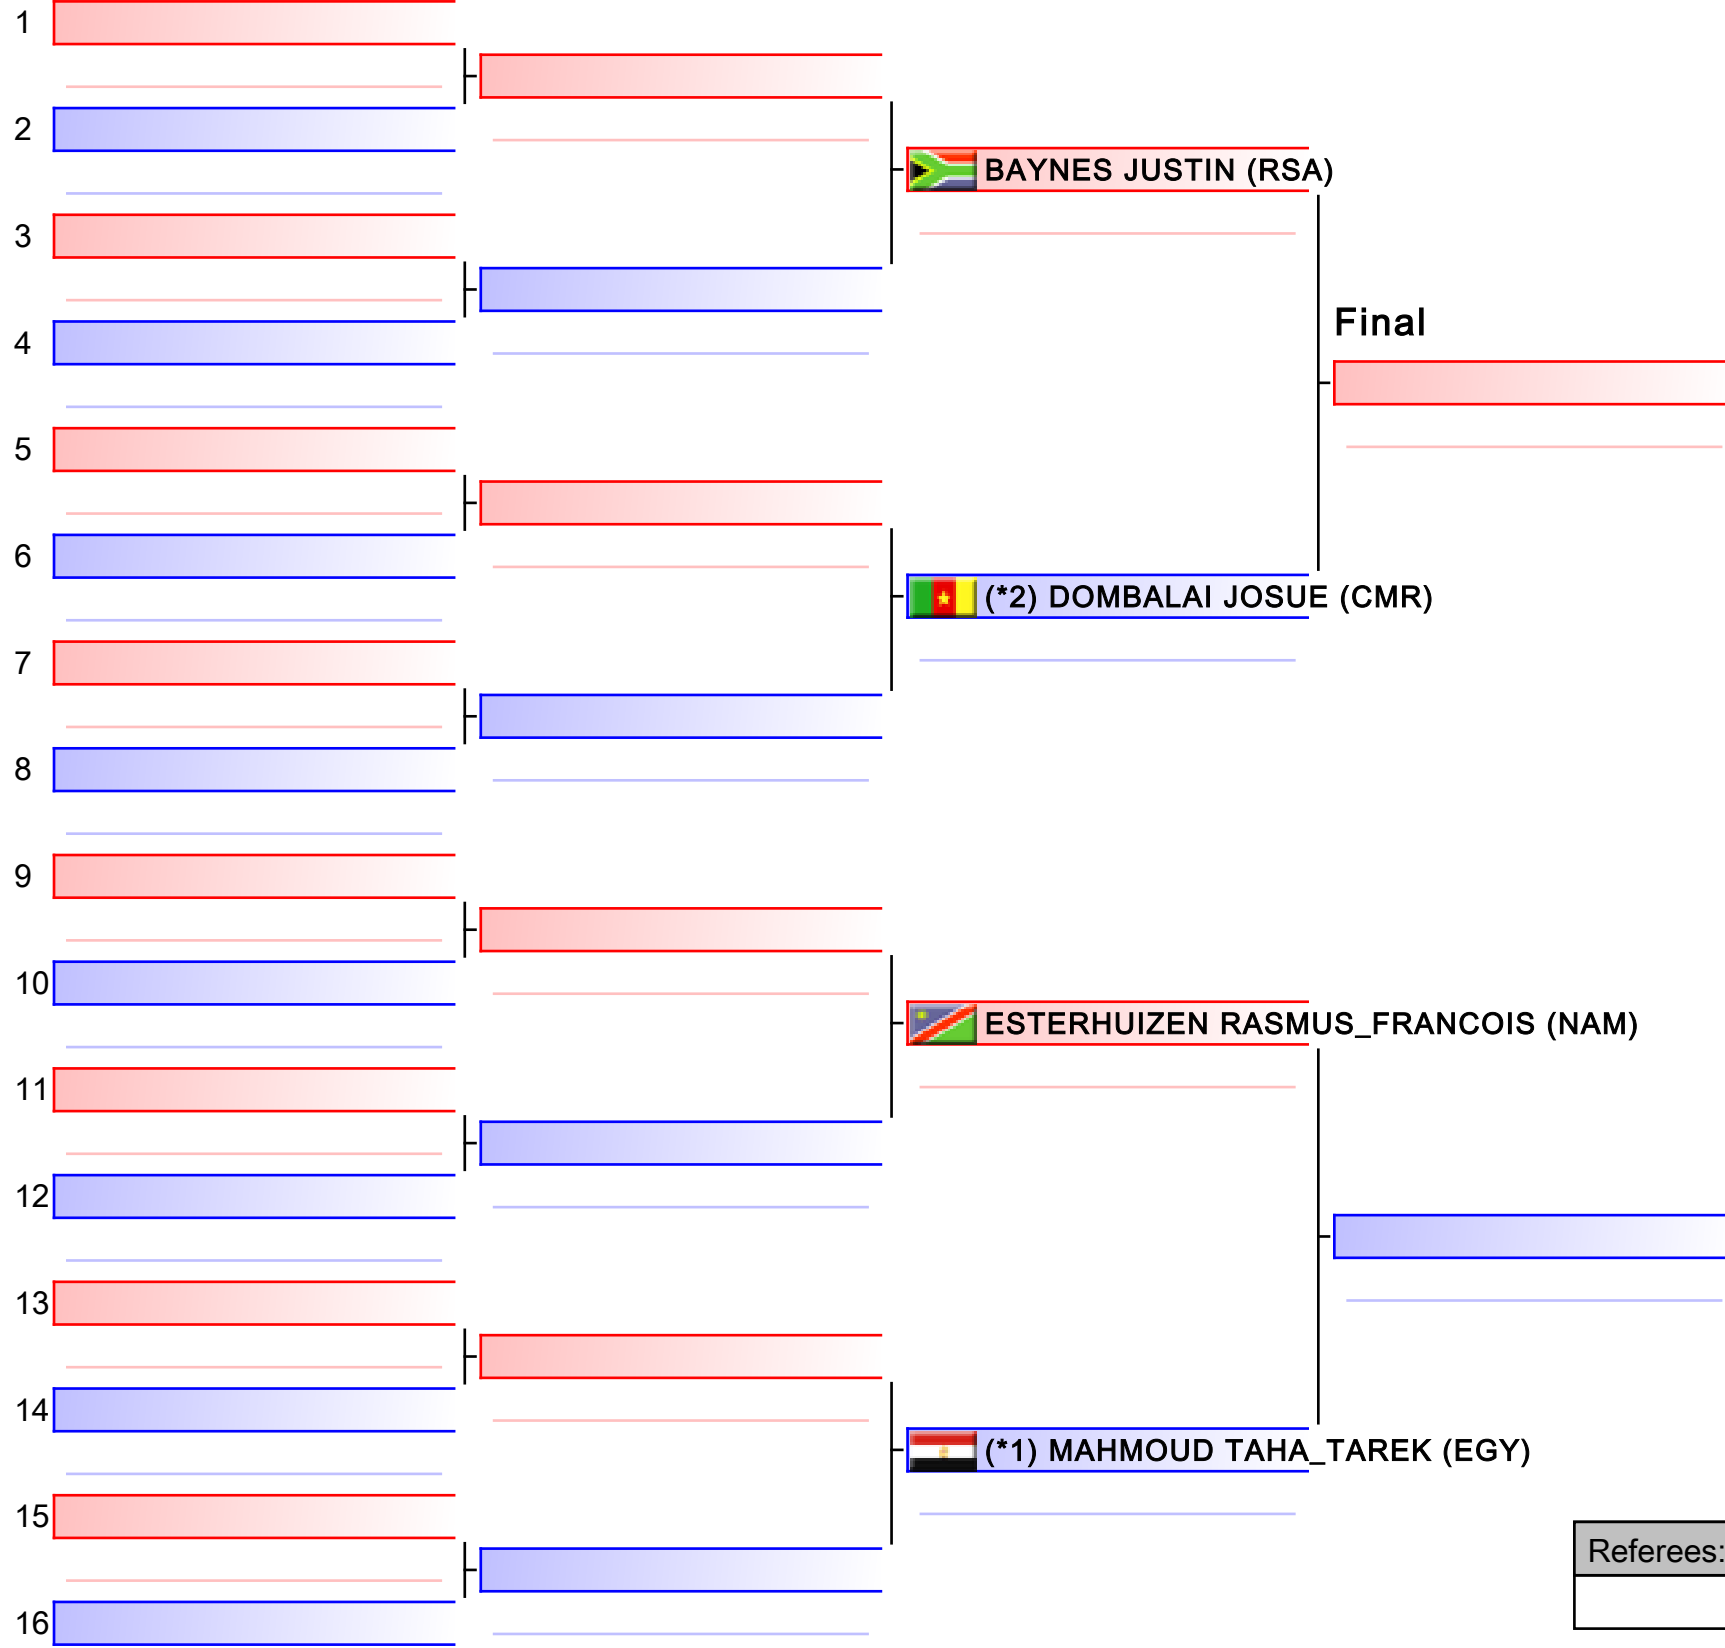 1
2
BAYNES JUSTIN (RSA)
3
Final
4
5
6
(*2) DOMBALAI JOSUE (CMR)
7
8
9
10
ESTERHUIZEN RASMUS_FRANCOIS (NAM)
11
12
13
14
(*1) MAHMOUD TAHA_TAREK (EGY)
15
Referees:
16